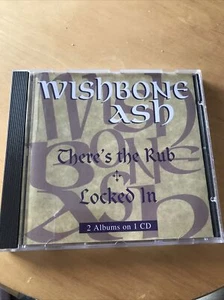 WISHBONE
ASH
There's the Rub
Locked In
2 Albums on 1 CD